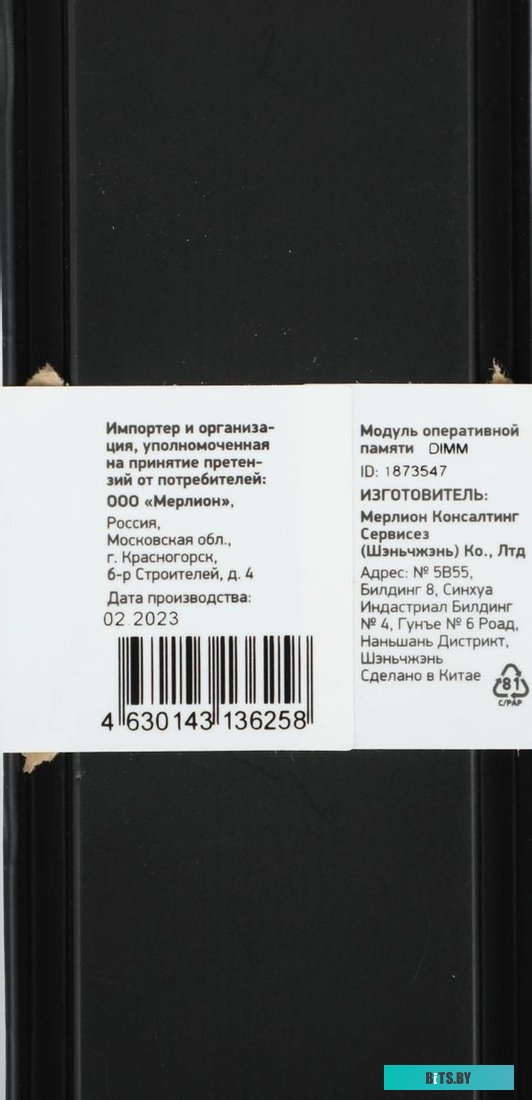 Импортер и организа-
ция, уполномоченная
на принятие претен-
зий от потребителей:
ООО «Мерлион»,
Россия,
Московская обл.,
г. Красногорск,
б-р Строителей, д. 4
Дата производства:
02.2023
4 630143 136258
Модуль оперативной
памяти DIMM
ID: 1873547
ИЗГОТОВИТЕЛЬ:
Мерлион Консалтинг
Сервисез
(Шэньчжэнь) Ко., Лтд
Адрес: № 5B55,
Билдинг 8, Синхуа
Индастриал Билдинг
№ 4, Гунъе № 6 Роад,
Наньшань Дистрикт,
Шэньчжэнь
Сделано в Китае
81
C/PAP
BITS.BY